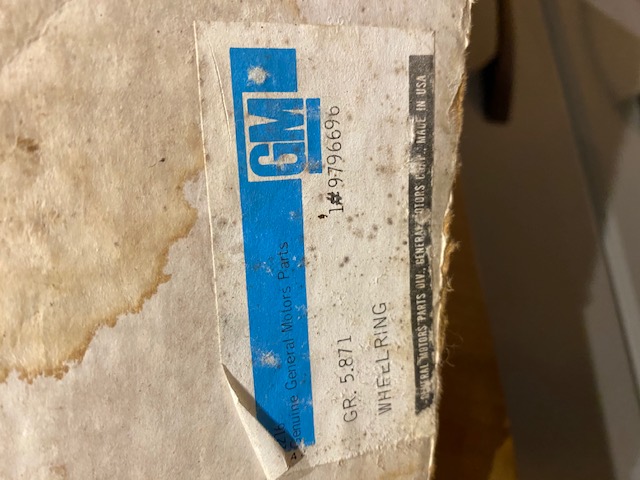 GM
Genuine General Motors Parts
1#9796696
GR. 5.871
WHEELRING
GENERAL MOTORS PARTS DIV., GENERAL MOTORS CORP., MADE IN USA